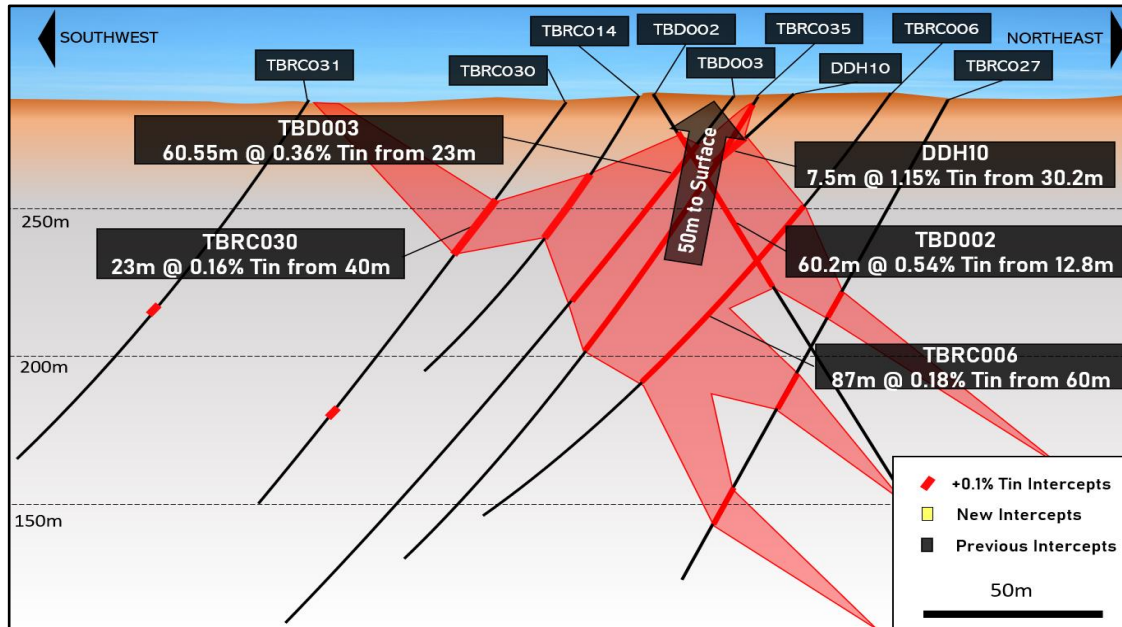 SOUTHWEST
NORTHEAST
TBRC031
TBRC030
TBRC014
TBD002
TBD003
TBRC035
DDH10
TBRC006
TBRC027
TBD003
60.55m @ 0.36% Tin from 23m
DDH10
7.5m @ 1.15% Tin from 30.2m
50m to Surface
250m
TBRC030
23m @ 0.16% Tin from 40m
TBD002
60.2m @ 0.54% Tin from 12.8m
200m
TBRC006
87m @ 0.18% Tin from 60m
150m
+0.1% Tin Intercepts
New Intercepts
Previous Intercepts
50m